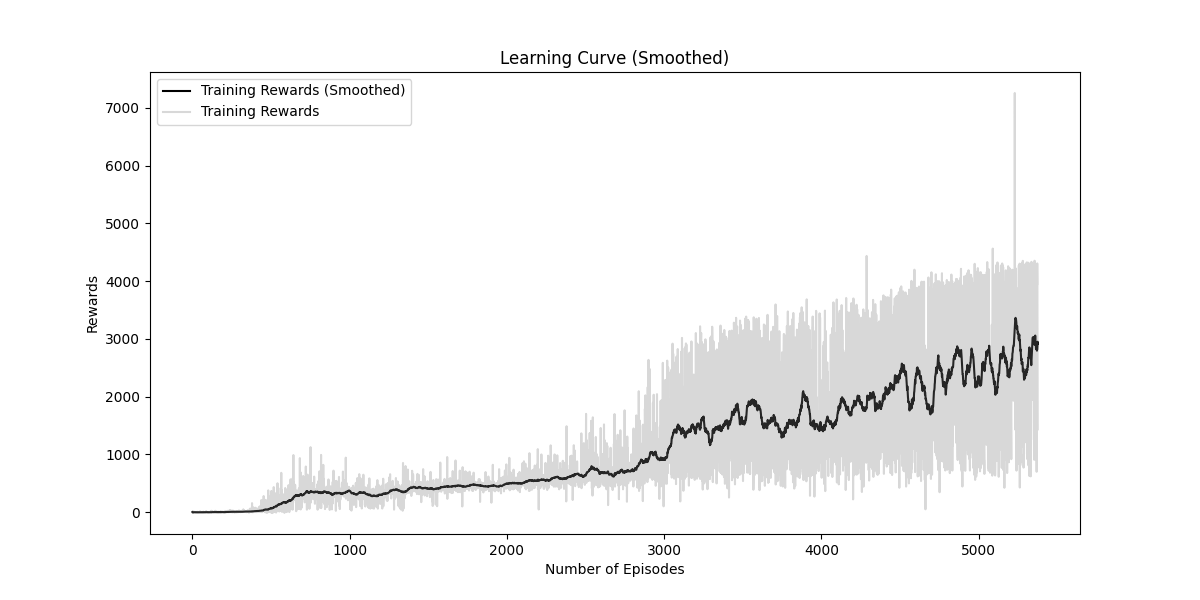 Learning Curve (Smoothed)
Training Rewards (Smoothed)
Training Rewards
7000
6000
5000
4000
3000
2000
1000
0
Rewards
0 1000 2000 3000 4000 5000
Number of Episodes